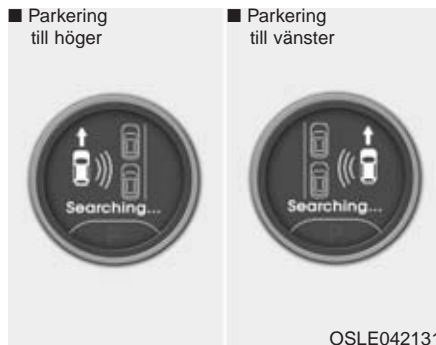 ■ Parkering
till höger
Searching...
■ Parkering
till vänster
Searching...
OSLE042131